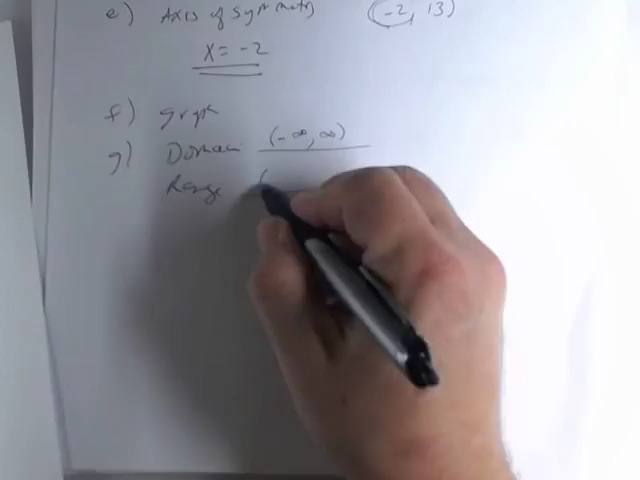 e) Axis of Symmetry (-2, 13)
x = -2
f) graph
g) Domain (-∞, ∞)
Range (